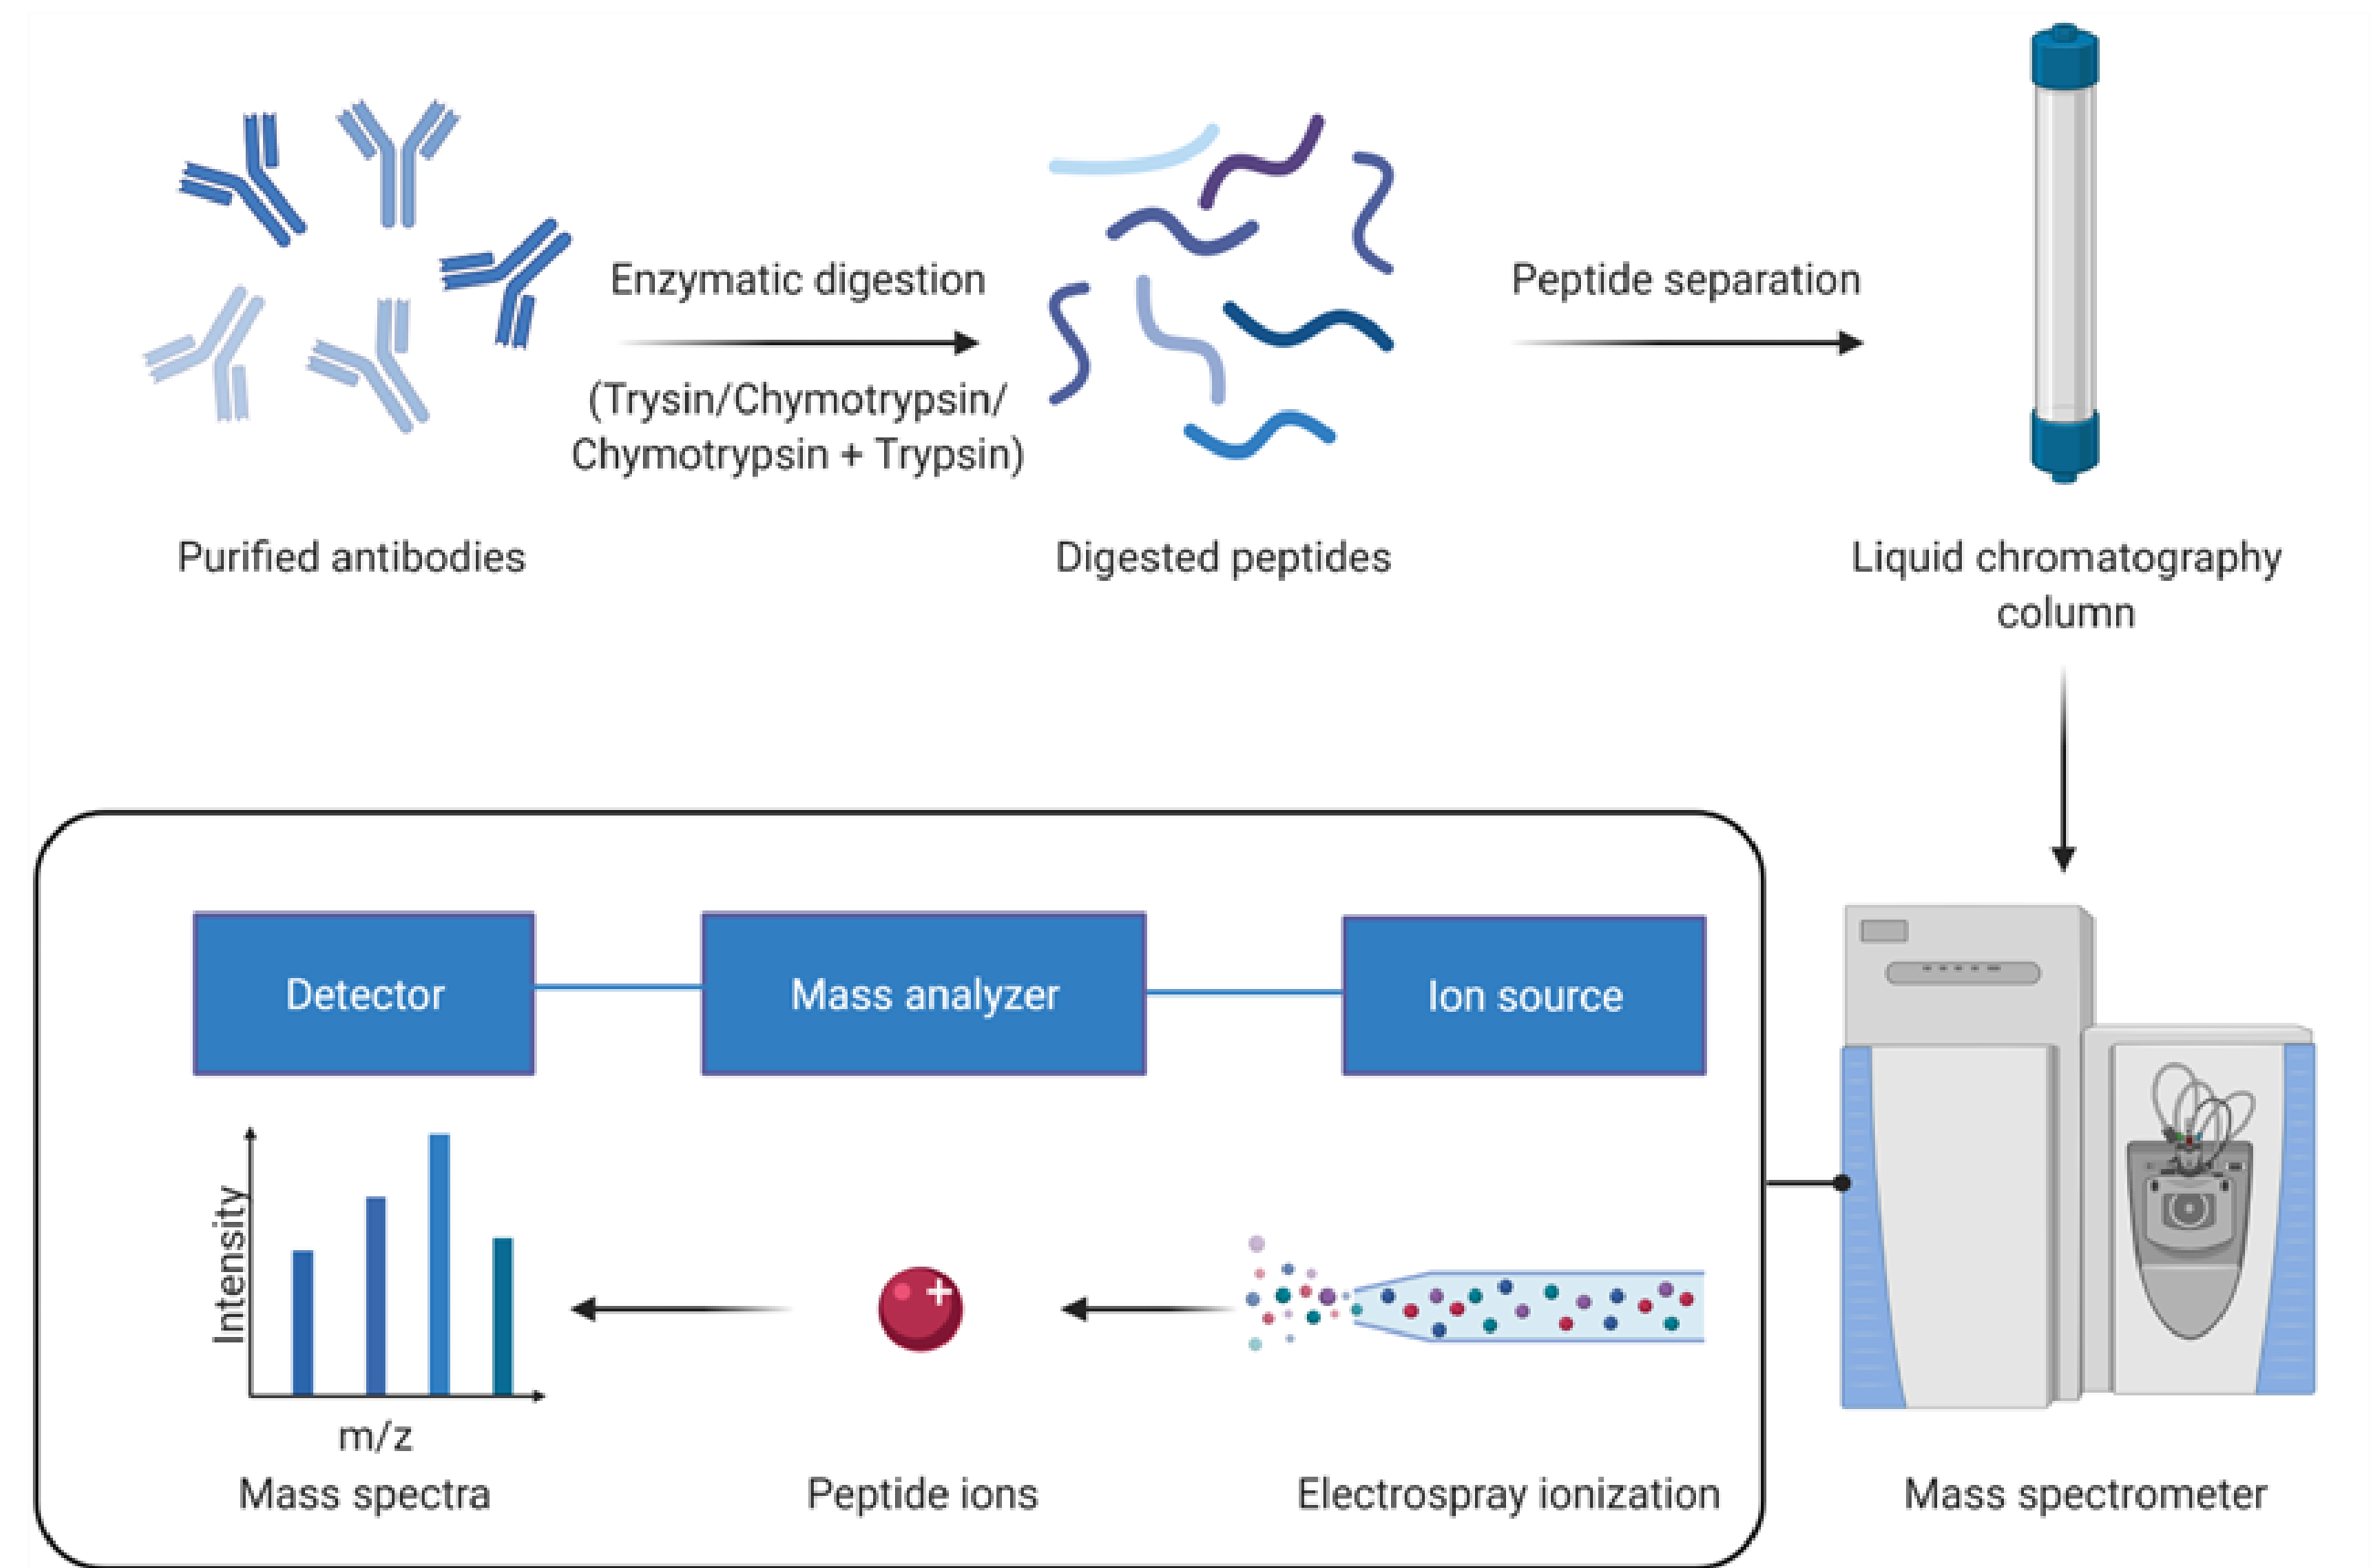 Enzymatic digestion
(Trysin/Chymotrypsin/
Chymotrypsin + Trypsin)
Peptide separation
Purified antibodies
Digested peptides
Liquid chromatography
column
Detector
Mass analyzer
Ion source
Intensity
m/z
Mass spectra
+
Peptide ions
Electrospray ionization
Mass spectrometer